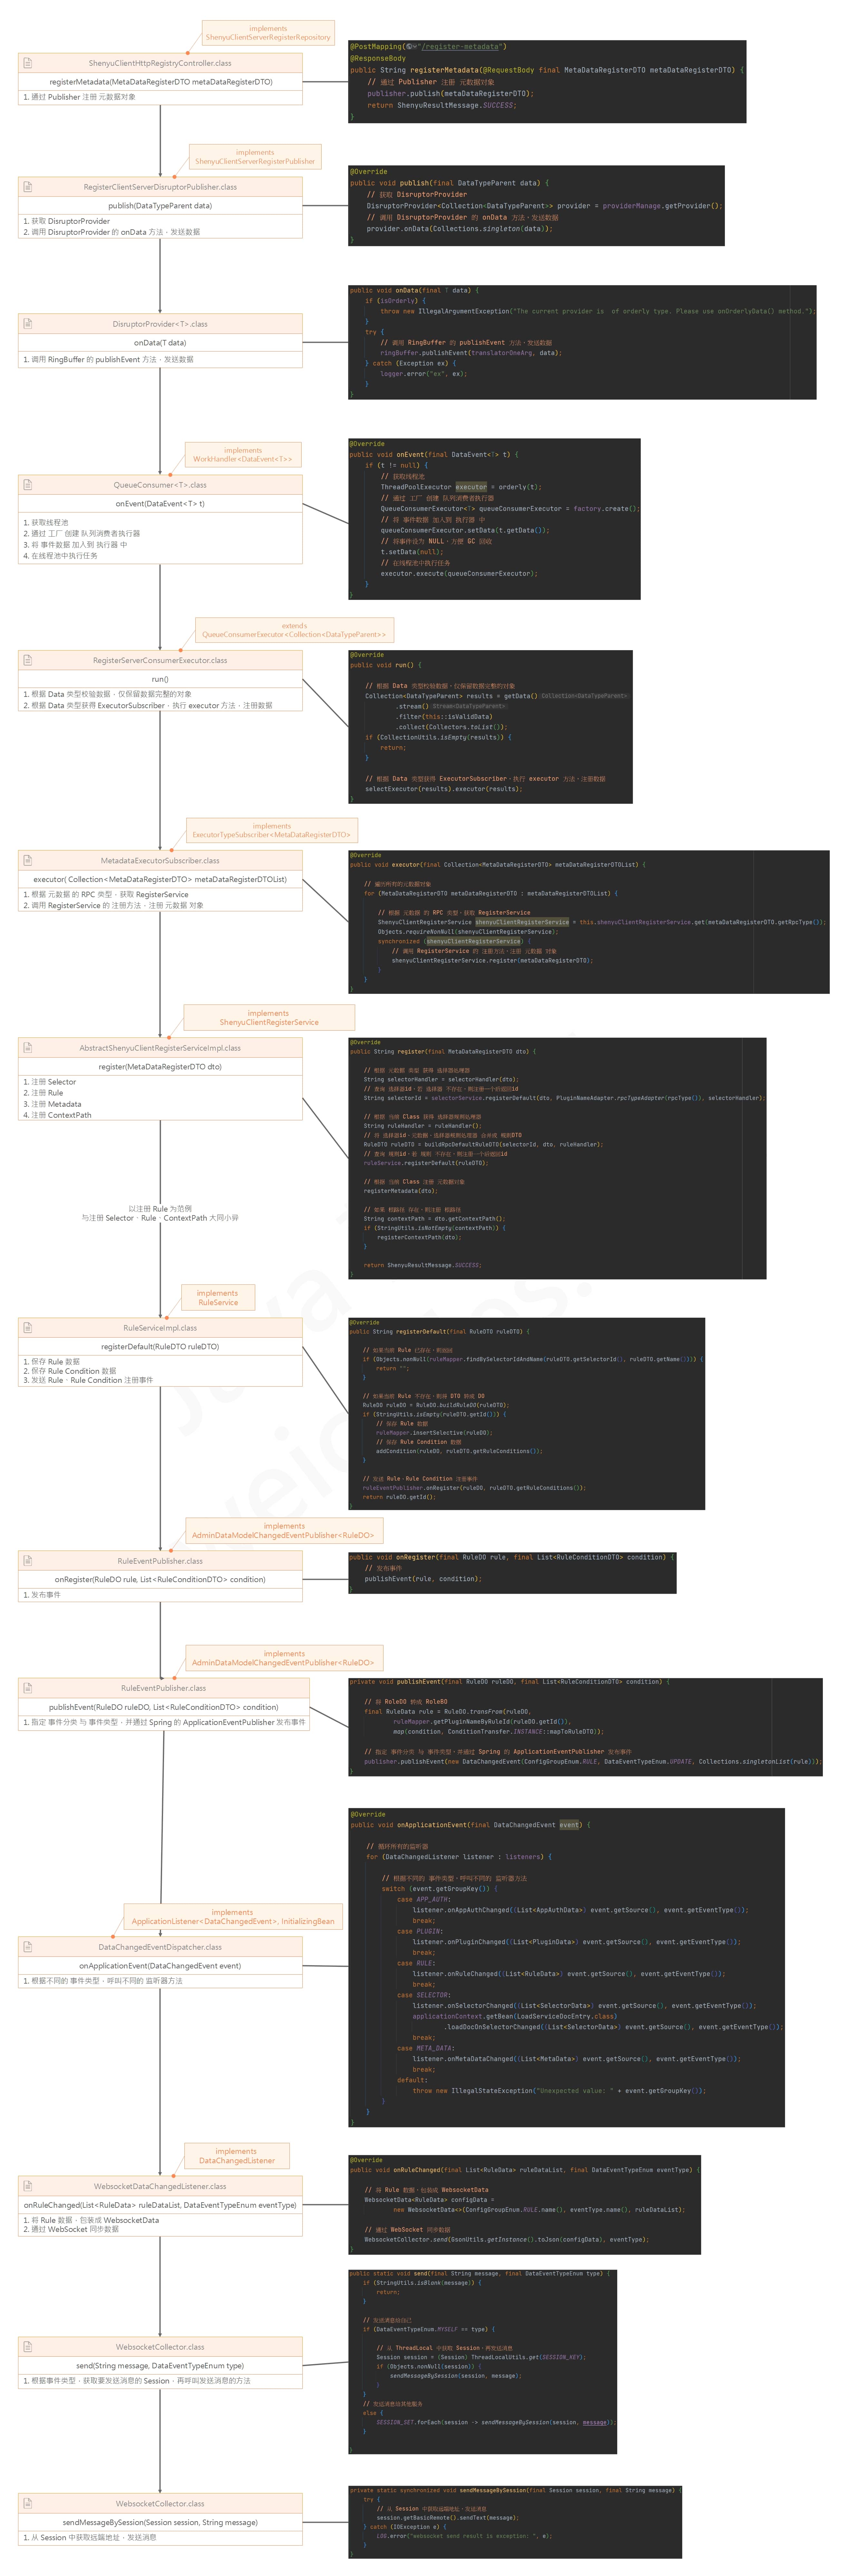 implements
ShenyuClientServerRegisterRepository
ShenyuClientHttpRegistryController.class
registerMetadata(MetaDataRegisterDTO metaDataRegisterDTO)
1. 通过 Publisher 注册 元数据对象
@PostMapping("/register-metadata")
@ResponseBody
public String registerMetadata(@RequestBody final MetaDataRegisterDTO metaDataRegisterDTO) {
// 通过 Publisher 注册 元数据对象
publisher.publish(metaDataRegisterDTO);
return ShenyuResultMessage.SUCCESS;
}
implements
ShenyuClientServerRegisterPublisher
RegisterClientServerDisruptorPublisher.class
publish(DataTypeParent data)
1. 获取 DisruptorProvider
2. 调用 DisruptorProvider 的 onData 方法，发送数据
@Override
public void publish(final DataTypeParent data) {
// 获取 DisruptorProvider
DisruptorProvider<Collection<DataTypeParent>> provider = providerManage.getProvider();
// 调用 DisruptorProvider 的 onData 方法，发送数据
provider.onData(Collections.singleton(data));
}
DisruptorProvider<T>.class
onData(T data)
1. 调用 RingBuffer 的 publishEvent 方法，发送数据
public void onData(final T data) {
if (isOrderly) {
throw new IllegalArgumentException("The current provider is  of orderly type. Please use onOrderlyData() method.");
}
try {
// 调用 RingBuffer 的 publishEvent 方法，发送数据
ringBuffer.publishEvent(translatorOneArg, data);
} catch (Exception ex) {
logger.error("ex", ex);
}
}
implements
WorkHandler<DataEvent<T>>
QueueConsumer<T>.class
onEvent(DataEvent<T> t)
1. 获取线程池
2. 通过 工厂 创建 队列消费者执行器
3. 将 事件数据 加入到 执行器 中
4. 在线程池中执行任务
@Override
public void onEvent(final DataEvent<T> t) {
if (t != null) {
// 获取线程池
ThreadPoolExecutor executor = orderly(t);
// 通过 工厂 创建 队列消费者执行器
QueueConsumerExecutor<T> queueConsumerExecutor = factory.create();
// 将 事件数据 加入到 执行器 中
queueConsumerExecutor.setData(t.getData());
// 将事件设为 NULL，方便 GC 回收
t.setData(null);
// 在线程池中执行任务
executor.execute(queueConsumerExecutor);
}
}
extends
QueueConsumerExecutor<Collection<DataTypeParent>>
RegisterServerConsumerExecutor.class
run()
1. 根据 Data 类型校验数据，仅保留数据完整的对象
2. 根据 Data 类型获得 ExecutorSubscriber，执行 executor 方法，注册数据
@Override
public void run() {
// 根据 Data 类型校验数据，仅保留数据完整的对象
Collection<DataTypeParent> results = getData() Collection<DataTypeParent>
.stream() Stream<DataTypeParent>
.filter(this::isValidData)
.collect(Collectors.toList());
if (CollectionUtils.isEmpty(results)) {
return;
}
// 根据 Data 类型获得 ExecutorSubscriber，执行 executor 方法，注册数据
selectExecutor(results).executor(results);
}
implements
ExecutorTypeSubscriber<MetaDataRegisterDTO>
MetadataExecutorSubscriber.class
executor( Collection<MetaDataRegisterDTO> metaDataRegisterDTOList)
1. 根据 元数据 的 RPC 类型，获取 RegisterService
2. 调用 RegisterService 的 注册方法，注册 元数据 对象
@Override
public void executor(final Collection<MetaDataRegisterDTO> metaDataRegisterDTOList) {
// 遍历所有的元数据对象
for (MetaDataRegisterDTO metaDataRegisterDTO : metaDataRegisterDTOList) {
// 根据 元数据 的 RPC 类型，获取 RegisterService
ShenyuClientRegisterService shenyuClientRegisterService = this.shenyuClientRegisterService.get(metaDataRegisterDTO.getRpcType());
Objects.requireNonNull(shenyuClientRegisterService);
synchronized (shenyuClientRegisterService) {
// 调用 RegisterService 的 注册方法，注册 元数据 对象
shenyuClientRegisterService.register(metaDataRegisterDTO);
}
}
}
implements
ShenyuClientRegisterService
AbstractShenyuClientRegisterServiceImpl.class
register(MetaDataRegisterDTO dto)
1. 注册 Selector
2. 注册 Rule
3. 注册 Metadata
4. 注册 ContextPath
@Override
public String register(final MetaDataRegisterDTO dto) {
// 根据 元数据 类型 获得 选择器处理器
String selectorHandler = selectorHandler(dto);
// 查询 选择器id，若 选择器 不存在，则注册一个后返回id
String selectorId = selectorService.registerDefault(dto, PluginNameAdapter.rpcTypeAdapter(rpcType()), selectorHandler);
// 根据 当前 Class 获得 选择器规则处理器
String ruleHandler = ruleHandler();
// 将 选择器id、元数据、选择器规则处理器 合并成 规则DTO
RuleDTO ruleDTO = buildRpcDefaultRuleDTO(selectorId, dto, ruleHandler);
// 查询 规则id，若 规则 不存在，则注册一个后返回id
ruleService.registerDefault(ruleDTO);
// 根据 当前 Class 注册 元数据对象
registerMetadata(dto);
// 如果 根路径 存在，则注册 根路径
String contextPath = dto.getContextPath();
if (StringUtils.isNotEmpty(contextPath)) {
registerContextPath(dto);
}
return ShenyuResultMessage.SUCCESS;
}
以注册 Rule 为范例
与注册 Selector、Rule、ContextPath 大同小异
implements
RuleService
RuleServiceImpl.class
registerDefault(RuleDTO ruleDTO)
1. 保存 Rule 数据
2. 保存 Rule Condition 数据
3. 发送 Rule、Rule Condition 注册事件
@Override
public String registerDefault(final RuleDTO ruleDTO) {
// 如果当前 Rule 已存在，则返回
if (Objects.nonNull(ruleMapper.findBySelectorIdAndName(ruleDTO.getSelectorId(), ruleDTO.getName()))) {
return "";
}
// 如果当前 Rule 不存在，则将 DTO 转成 DO
RuleDO ruleDO = RuleDO.buildRuleDO(ruleDTO);
if (StringUtils.isEmpty(ruleDTO.getId())) {
// 保存 Rule 数据
ruleMapper.insertSelective(ruleDO);
// 保存 Rule Condition 数据
addCondition(ruleDO, ruleDTO.getRuleConditions());
}
// 发送 Rule、Rule Condition 注册事件
ruleEventPublisher.onRegister(ruleDO, ruleDTO.getRuleConditions());
return ruleDO.getId();
}
implements
AdminDataModelChangedEventPublisher<RuleDO>
RuleEventPublisher.class
onRegister(RuleDO rule, List<RuleConditionDTO> condition)
1. 发布事件
public void onRegister(final RuleDO rule, final List<RuleConditionDTO> condition) {
// 发布事件
publishEvent(rule, condition);
}
implements
AdminDataModelChangedEventPublisher<RuleDO>
RuleEventPublisher.class
publishEvent(RuleDO ruleDO, List<RuleConditionDTO> condition)
1. 指定 事件分类 与 事件类型，并通过 Spring 的 ApplicationEventPublisher 发布事件
private void publishEvent(final RuleDO ruleDO, final List<RuleConditionDTO> condition) {
// 将 RoleDO 转成 RoleBO
final RuleData rule = RuleDO.transFrom(ruleDO,
ruleMapper.getPluginNameByRuleId(ruleDO.getId()),
map(condition, ConditionTransfer.INSTANCE::mapToRuleDTO));
// 指定 事件分类 与 事件类型，并通过 Spring 的 ApplicationEventPublisher 发布事件
publisher.publishEvent(new DataChangedEvent(ConfigGroupEnum.RULE, DataEventTypeEnum.UPDATE, Collections.singletonList(rule)));
}
implements
ApplicationListener<DataChangedEvent>, InitializingBean
DataChangedEventDispatcher.class
onApplicationEvent(DataChangedEvent event)
1. 根据不同的 事件类型，呼叫不同的 监听器方法
@Override
public void onApplicationEvent(final DataChangedEvent event) {
// 循环所有的监听器
for (DataChangedListener listener : listeners) {
// 根据不同的 事件类型，呼叫不同的 监听器方法
switch (event.getGroupKey()) {
case APP_AUTH:
listener.onAppAuthChanged((List<AppAuthData>) event.getSource(), event.getEventType());
break;
case PLUGIN:
listener.onPluginChanged((List<PluginData>) event.getSource(), event.getEventType());
break;
case RULE:
listener.onRuleChanged((List<RuleData>) event.getSource(), event.getEventType());
break;
case SELECTOR:
listener.onSelectorChanged((List<SelectorData>) event.getSource(), event.getEventType());
applicationContext.getBean(LoadServiceDocEntry.class)
.loadDocOnSelectorChanged((List<SelectorData>) event.getSource(), event.getEventType());
break;
case META_DATA:
listener.onMetaDataChanged((List<MetaData>) event.getSource(), event.getEventType());
break;
default:
throw new IllegalStateException("Unexpected value: " + event.getGroupKey());
}
}
}
implements
DataChangedListener
WebsocketDataChangedListener.class
onRuleChanged(List<RuleData> ruleDataList, DataEventTypeEnum eventType)
1. 将 Rule 数据，包装成 WebsocketData
2. 通过 WebSocket 同步数据
@Override
public void onRuleChanged(final List<RuleData> ruleDataList, final DataEventTypeEnum eventType) {
// 将 Rule 数据，包装成 WebsocketData
WebsocketData<RuleData> configData =
new WebsocketData<>(ConfigGroupEnum.RULE.name(), eventType.name(), ruleDataList);
// 通过 WebSocket 同步数据
WebsocketCollector.send(GsonUtils.getInstance().toJson(configData), eventType);
}
WebsocketCollector.class
send(String message, DataEventTypeEnum type)
1. 根据事件类型，获取要发送消息的 Session，再呼叫发送消息的方法
public static void send(final String message, final DataEventTypeEnum type) {
if (StringUtils.isBlank(message)) {
return;
}
// 发送消息给自己
if (DataEventTypeEnum.MYSELF == type) {
// 从 ThreadLocal 中获取 Session，再发送消息
Session session = (Session) ThreadLocalUtils.get(SESSION_KEY);
if (Objects.nonNull(session)) {
sendMessageBySession(session, message);
}
}
// 发送消息给其他服务
else {
SESSION_SET.forEach(session -> sendMessageBySession(session, message));
}
}
WebsocketCollector.class
sendMessageBySession(Session session, String message)
1. 从 Session 中获取远端地址，发送消息
private static synchronized void sendMessageBySession(final Session session, final String message) {
try {
// 从 Session 中获取远端地址，发送消息
session.getBasicRemote().sendText(message);
} catch (IOException e) {
LOG.error("websocket send result is exception: ", e);
}
}